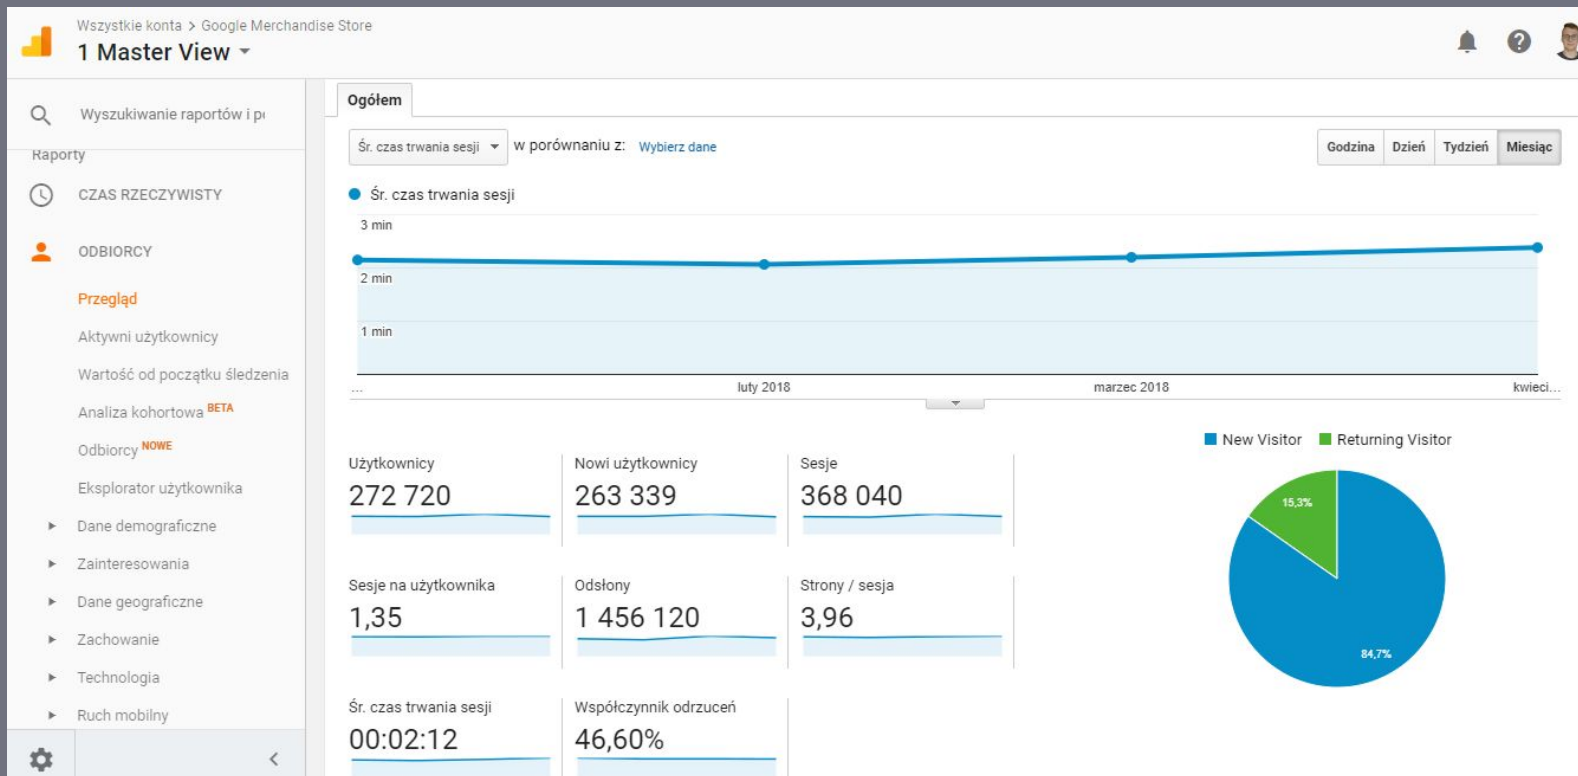 Wszystkie konta > Google Merchandise Store
1 Master View
Wyszukiwanie raportów i
Raporty
CZAS RZECZYWISTY
ODBIORCY
Przegląd
Aktywni użytkownicy
Wartość od początku śledzenia
Analiza kohortowa BETA
Odbiorcy NOWE
Eksplorator użytkownika
Dane demograficzne
Zainteresowania
Dane geograficzne
Zachowanie
Technologia
Ruch mobilny
Ogółem
Śr. czas trwania sesji w porównaniu z: Wybierz dane
Godzina Dzień Tydzień Miesiąc
Śr. czas trwania sesji
3 min
2 min
1 min
... luty 2018 marzec 2018 kwieci...
Użytkownicy
272 720
Nowi użytkownicy
263 339
Sesje
368 040
Sesje na użytkownika
1,35
Odsłony
1 456 120
Strony / sesja
3,96
Śr. czas trwania sesji
00:02:12
Współczynnik odrzuceń
46,60%
New Visitor Returning Visitor
15,3%
84,7%